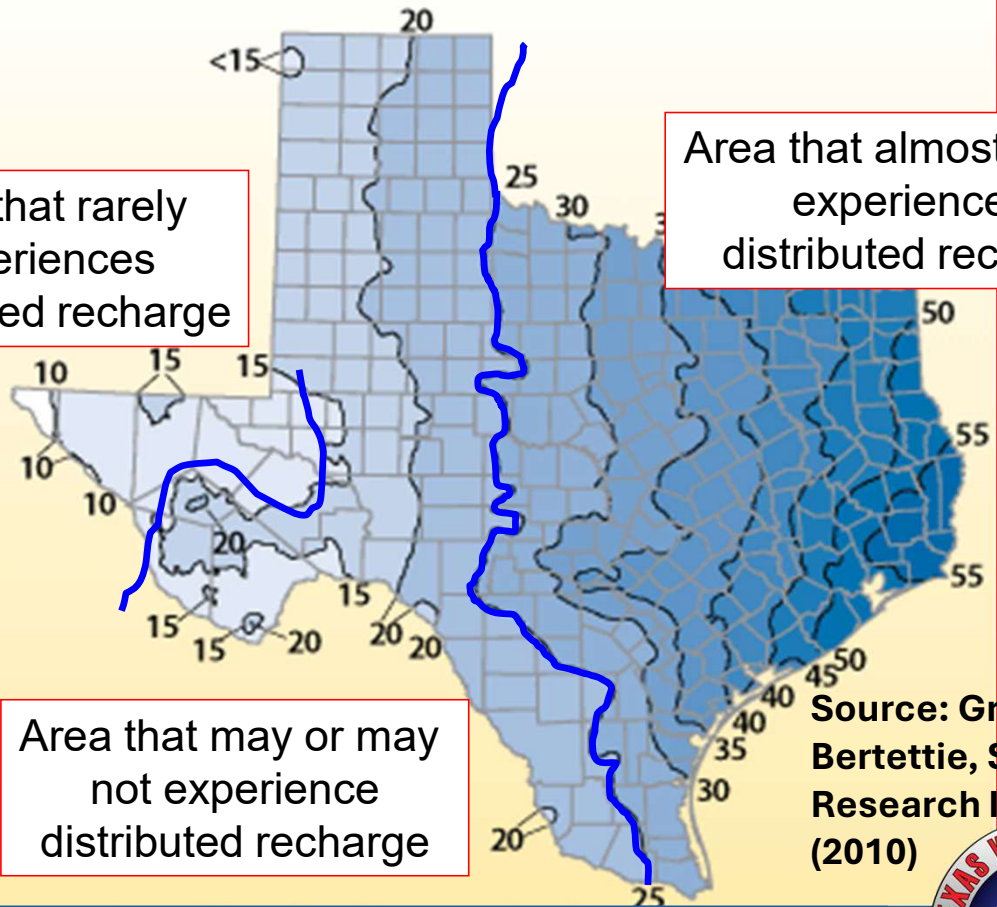 20
<15
25
30
Area that almost
experience
distributed rec
that rarely
eriences
ed recharge
50
10
15
15
10
10
55
20
55
15
15
15
20
20
20
50
45
40
40
35
30
Area that may or may
not experience
distributed recharge
Source: Gr
Bertettie, S
Research
(2010)
20
25
TEXAS